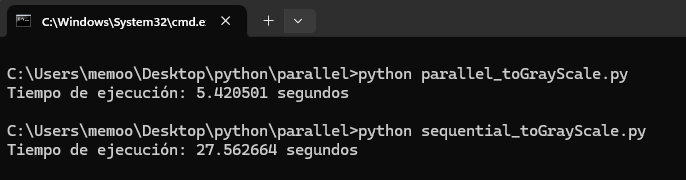 C:\Windows\System32\cmd.e
C:\Users\memoo\Desktop\python\parallel>python parallel_toGrayScale.py
Tiempo de ejecución: 5.420501 segundos
C:\Users\memoo\Desktop\python\parallel>python sequential_toGrayScale.py
Tiempo de ejecución: 27.562664 segundos